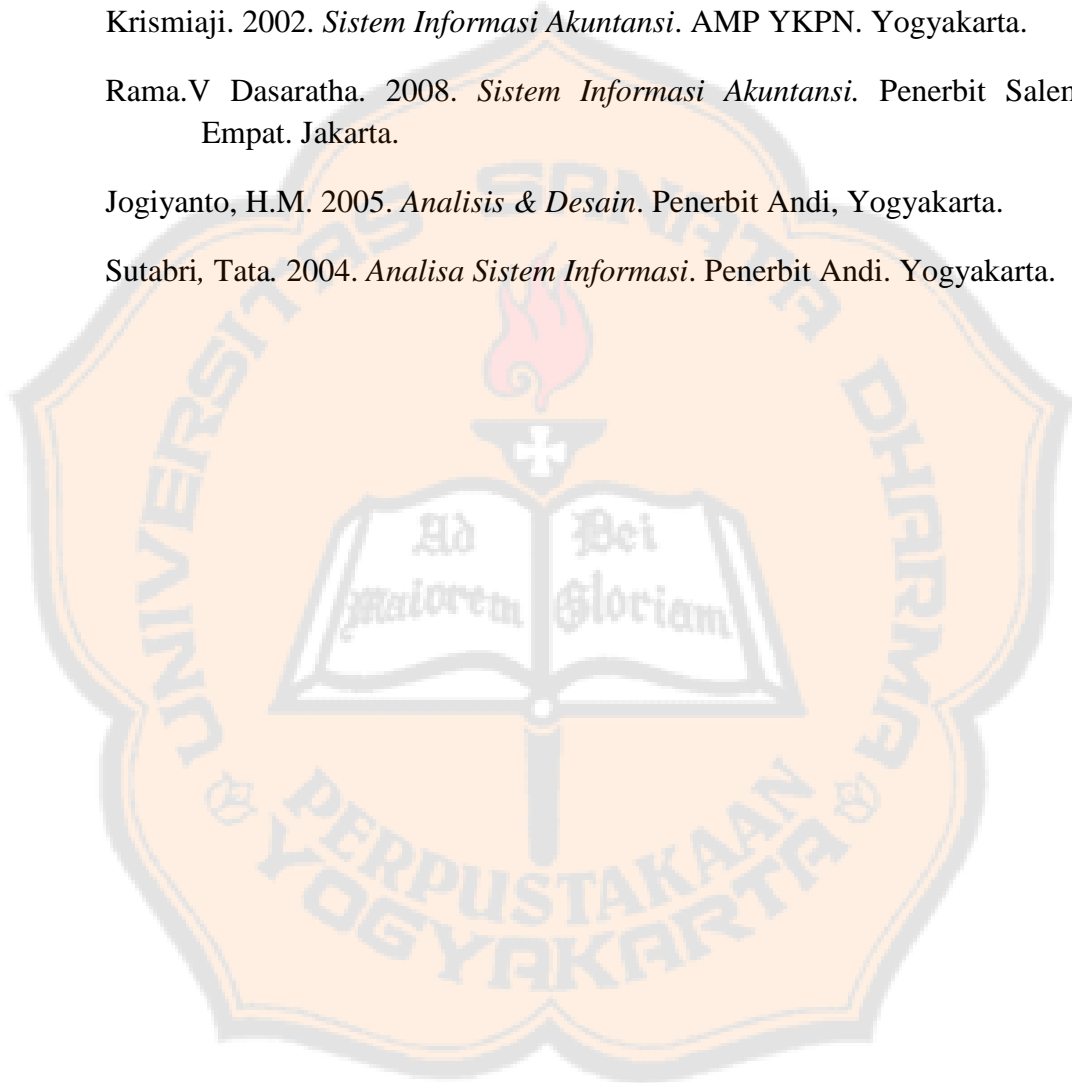 Krismiaji. 2002. Sistem Informasi Akuntansi. AMP YKPN. Yogyakarta.
Rama.V Dasaratha. 2008. Sistem Informasi Akuntansi. Penerbit Salem
Empat. Jakarta.
Jogiyanto, H.M. 2005. Analisis & Desain. Penerbit Andi, Yogyakarta.
Sutabri, Tata. 2004. Analisa Sistem Informasi. Penerbit Andi. Yogyakarta.
UNIVERSITAS SANATA DHARMA
Ad Dei
Maiorem Gloriam
PERPUSTAKAAN
YOGYAKARTA